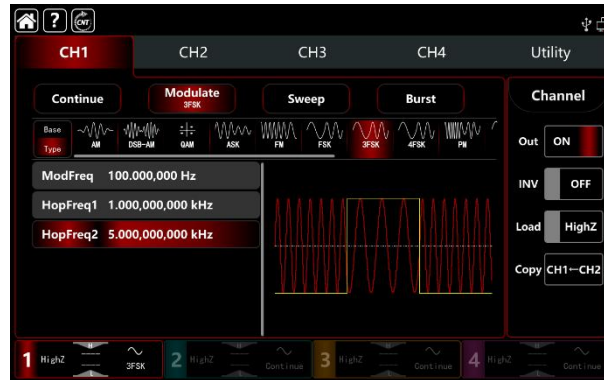 ? CNT
CH1 CH2 CH3 CH4 Utility
Continue Modulate Sweep Burst Channel
3FSK
Base
Type
AM DSB-AM QAM ASK FM FSK 3FSK 4FSK PM
Out ON
ModFreq 100.000,000 Hz
INV OFF
HopFreq1 1.000,000,000 kHz
HopFreq2 5.000,000,000 kHz
Load HighZ
Copy CH1←CH2
1 HighZ 3FSK 2 HighZ Continue 3 HighZ Continue 4 HighZ Continue